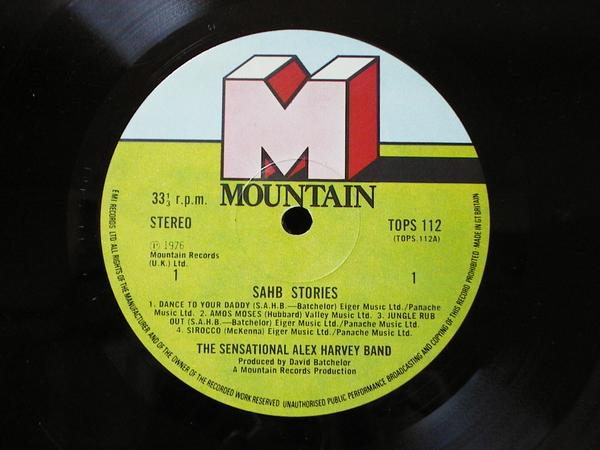 M
MOUNTAIN
33⅓ r.p.m.
STEREO
TOPS 112
(TOPS.112A)
Ⓟ 1976
Mountain Records
(U.K.) Ltd.
1
1
SAHB STORIES
1. DANCE TO YOUR DADDY (S.A.H.B.—Batchelor) Eiger Music Ltd./Panache
Music Ltd. 2. AMOS MOSES (Hubbard) Valley Music Ltd. 3. JUNGLE RUB
OUT (S.A.H.B.—Batchelor) Eiger Music Ltd./Panache Music Ltd.
4. SIROCCO (McKenna) Eiger Music Ltd./Panache Music Ltd.
THE SENSATIONAL ALEX HARVEY BAND
Produced by David Batchelor
A Mountain Records Production
EMI RECORDS LTD ALL RIGHTS OF THE MANUFACTURER AND OF THE OWNER OF THE RECORDED WORK RESERVED UNAUTHORISED PUBLIC PERFORMANCE BROADCASTING AND COPYING OF THIS RECORD PROHIBITED · MADE IN GT BRITAIN